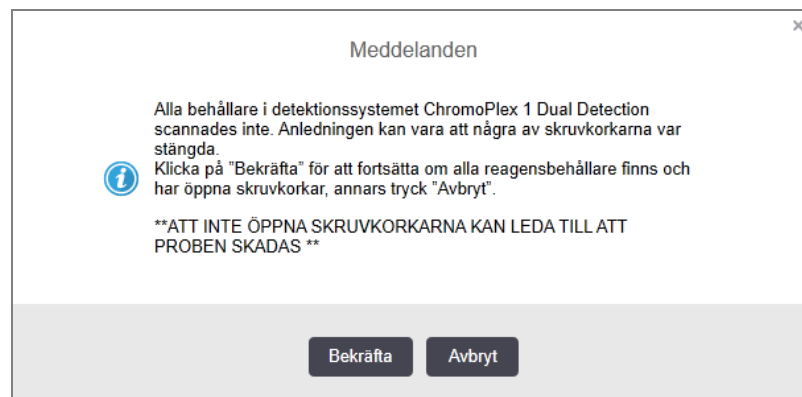 Meddelanden
Alla behållare i detektionssystemet ChromoPlex 1 Dual Detection
scannades inte. Anledningen kan vara att några av skruvkorkarna var
stängda.
Klicka på "Bekräfta" för att fortsätta om alla reagensbehållare finns och
har öppna skruvkorkar, annars tryck "Avbryt".
**ATT INTE ÖPPNA SKRUVKORKARNA KAN LEDA TILL ATT
PROBEN SKADAS **
Bekräfta Avbryt